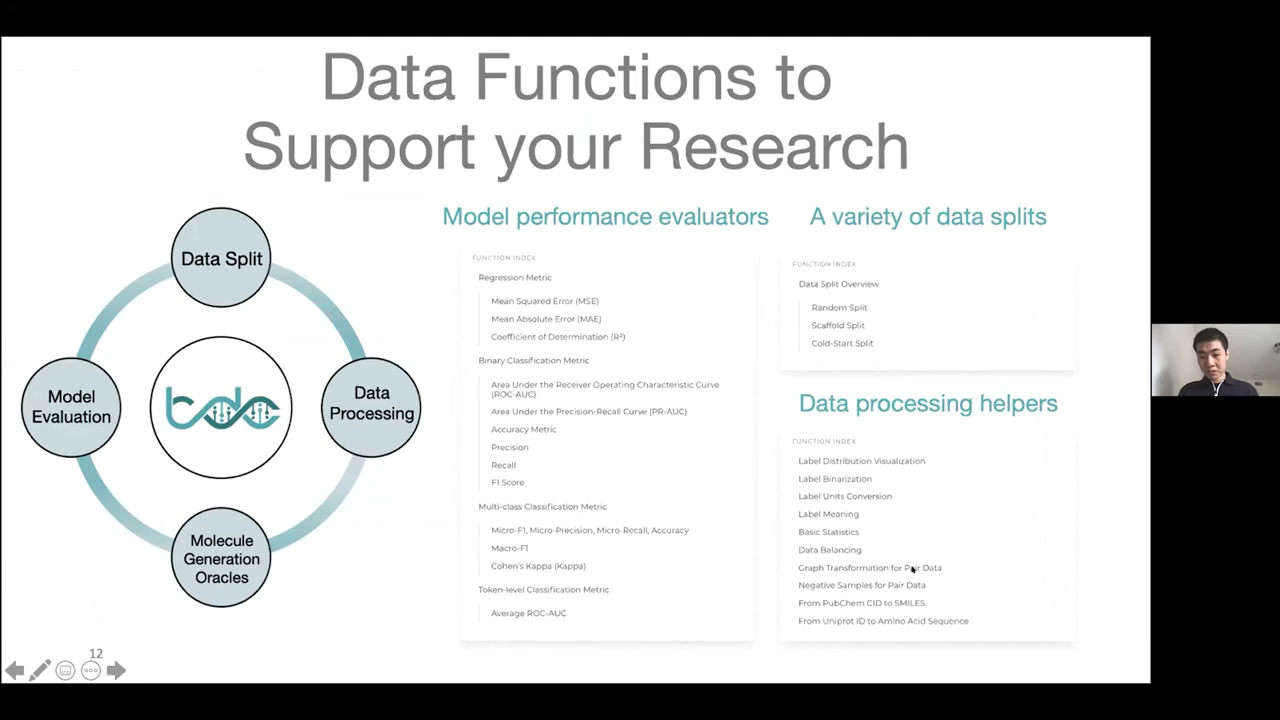 Data Functions to
Support your Research
Data Split
Data
Processing
Molecule
Generation
Oracles
Model
Evaluation
tdc
Model performance evaluators
FUNCTION INDEX
Regression Metric
Mean Squared Error (MSE)
Mean Absolute Error (MAE)
Coefficient of Determination (R²)
Binary Classification Metric
Area Under the Receiver Operating Characteristic Curve
(ROC-AUC)
Area Under the Precision-Recall Curve (PR-AUC)
Accuracy Metric
Precision
Recall
F1 Score
Multi-class Classification Metric
Micro-F1, Micro-Precision, Micro-Recall, Accuracy
Macro-F1
Cohen's Kappa (Kappa)
Token-level Classification Metric
Average ROC-AUC
A variety of data splits
FUNCTION INDEX
Data Split Overview
Random Split
Scaffold Split
Cold-Start Split
Data processing helpers
FUNCTION INDEX
Label Distribution Visualization
Label Binarization
Label Units Conversion
Label Meaning
Basic Statistics
Data Balancing
Graph Transformation for Pair Data
Negative Samples for Pair Data
From PubChem CID to SMILES
From Uniprot ID to Amino Acid Sequence
12